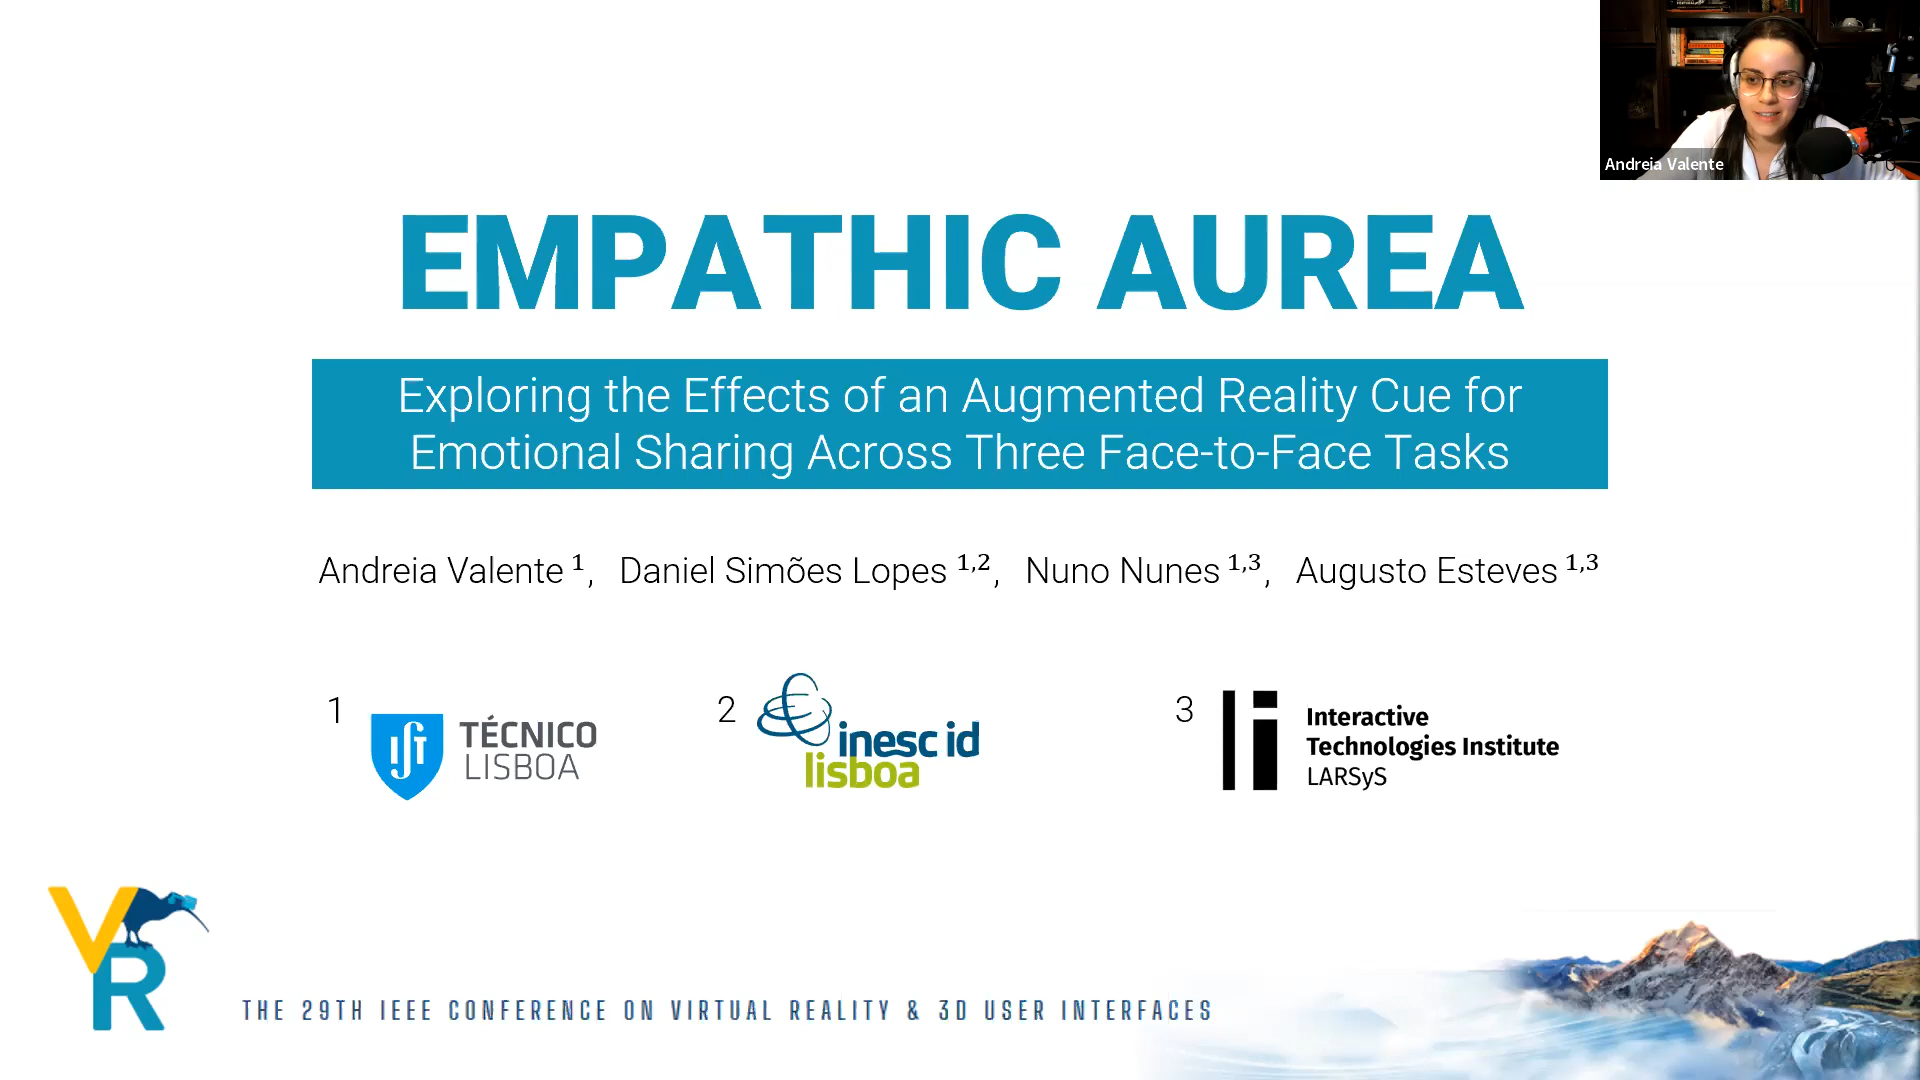 Andreia Valente
EMPATHIC AUREA
Exploring the Effects of an Augmented Reality Cue for
Emotional Sharing Across Three Face-to-Face Tasks
Andreia Valente 1, Daniel Simões Lopes 1,2, Nuno Nunes 1,3, Augusto Esteves 1,3
1
TÉCNICO
LISBOA
2
inesc id
lisboa
3
Interactive
Technologies Institute
LARSyS
VR
THE 29TH IEEE CONFERENCE ON VIRTUAL REALITY & 3D USER INTERFACES